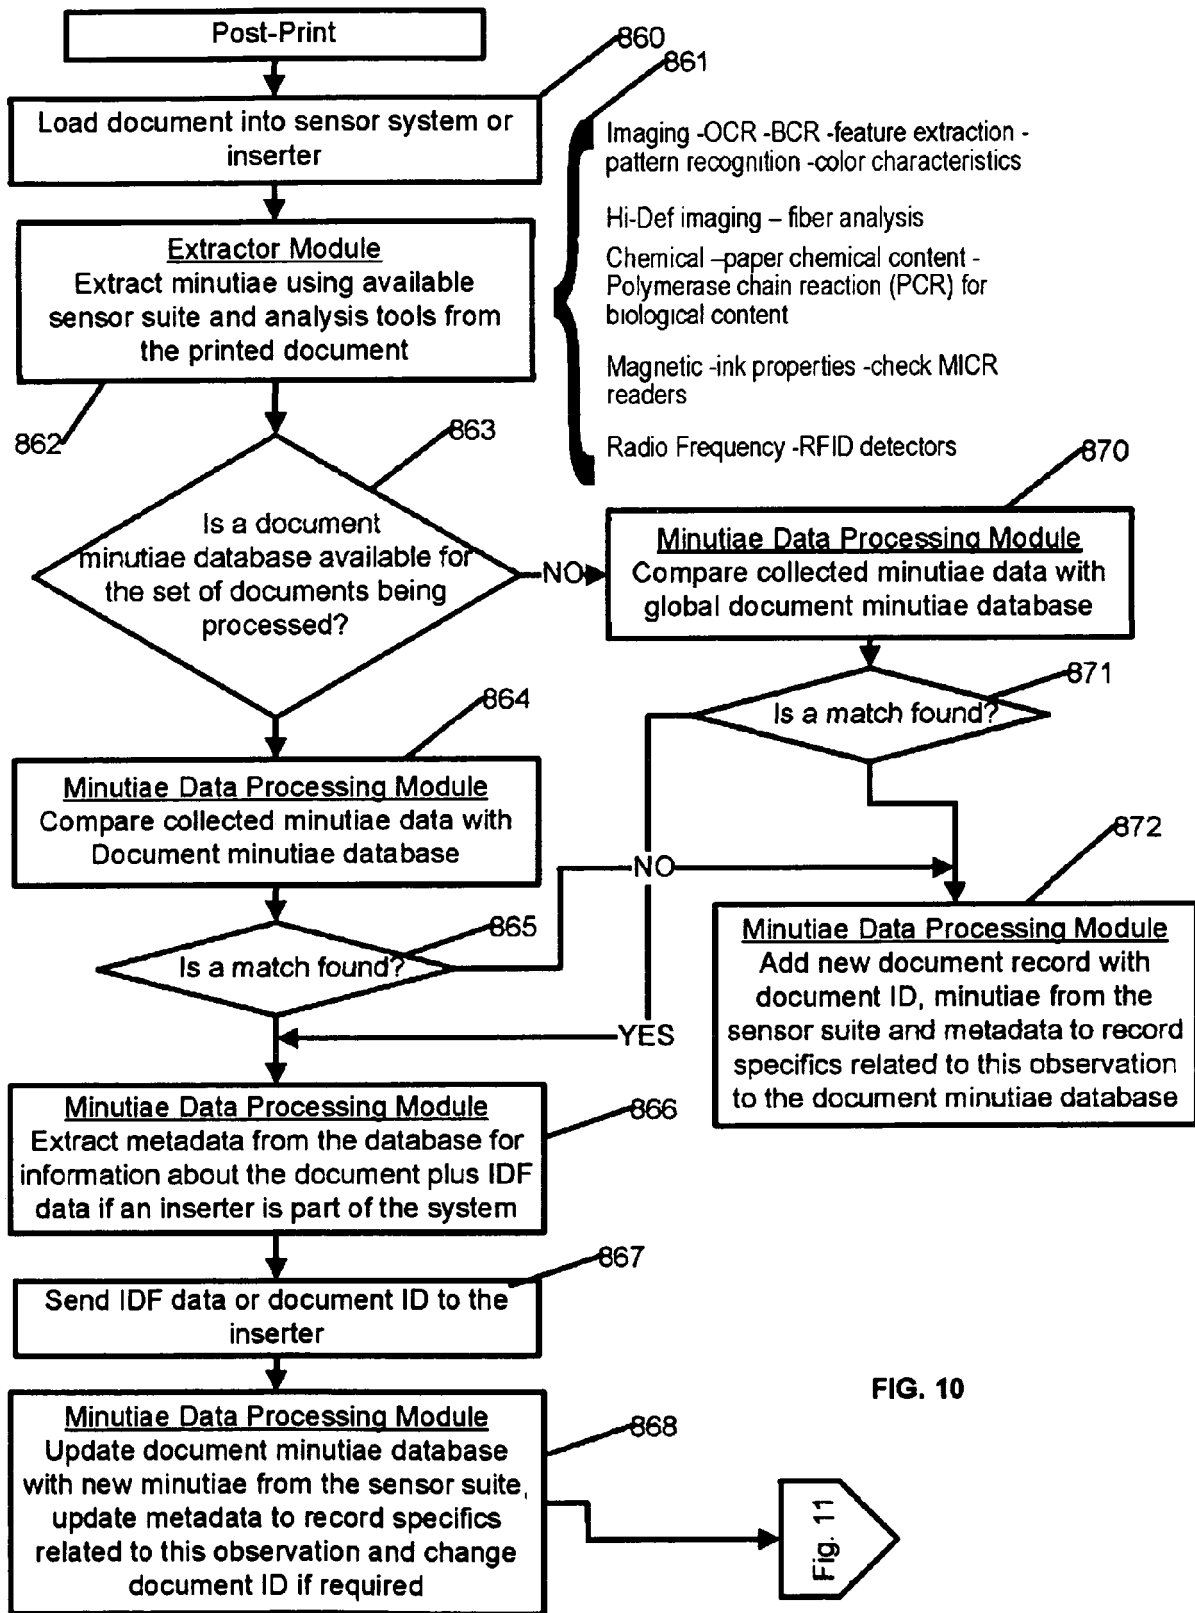 Post-Print
860
861
Load document into sensor system or
inserter
Imaging -OCR -BCR -feature extraction -
pattern recognition -color characteristics
Hi-Def imaging – fiber analysis
Chemical –paper chemical content -
Polymerase chain reaction (PCR) for
biological content
Magnetic -ink properties -check MICR
readers
Radio Frequency -RFID detectors
Extractor Module
Extract minutiae using available
sensor suite and analysis tools from
the printed document
862
863
Is a document
minutiae database available for
the set of documents being
processed?
NO
870
Minutiae Data Processing Module
Compare collected minutiae data with
global document minutiae database
871
Is a match found?
864
Minutiae Data Processing Module
Compare collected minutiae data with
Document minutiae database
NO
865
Is a match found?
YES
872
Minutiae Data Processing Module
Add new document record with
document ID, minutiae from the
sensor suite and metadata to record
specifics related to this observation
to the document minutiae database
Minutiae Data Processing Module
Extract metadata from the database for
information about the document plus IDF
data if an inserter is part of the system
866
867
Send IDF data or document ID to the
inserter
Minutiae Data Processing Module
Update document minutiae database
with new minutiae from the sensor suite,
update metadata to record specifics
related to this observation and change
document ID if required
868
FIG. 10
Fig. 11